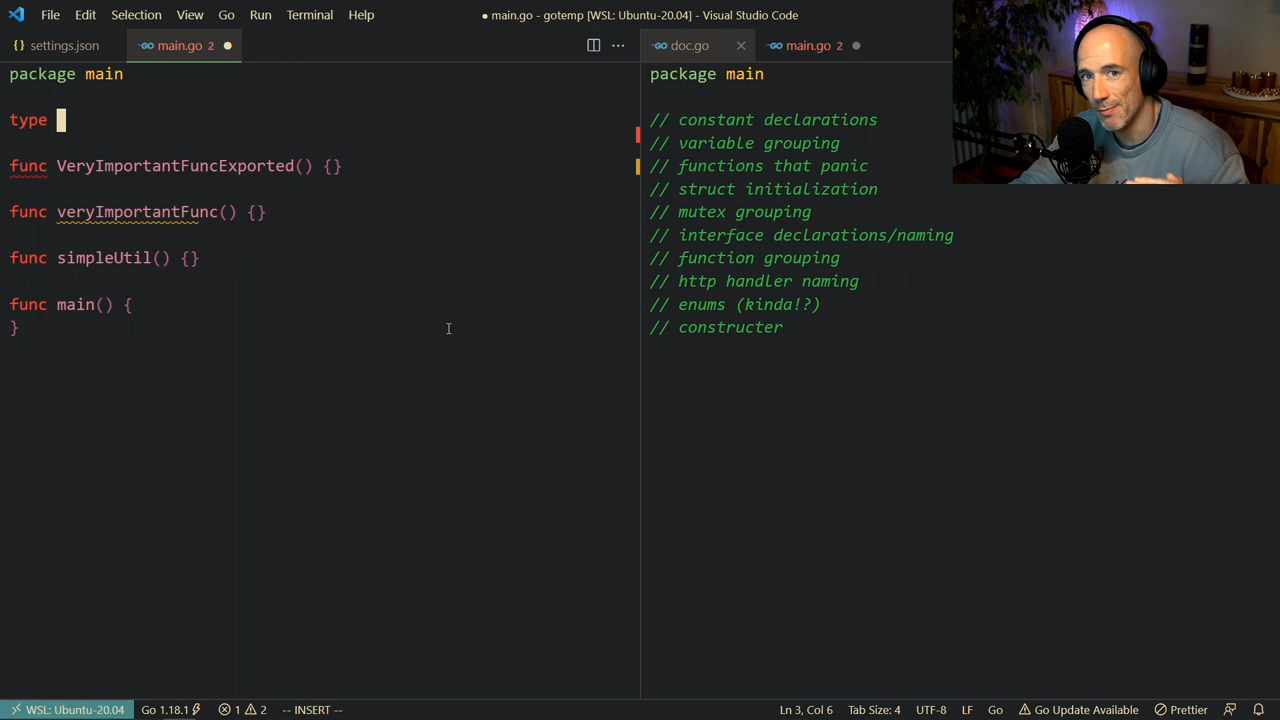 File Edit Selection View Go Run Terminal Help
● main.go - gotemp [WSL: Ubuntu-20.04] - Visual Studio Code
{} settings.json
main.go 2 ●
doc.go
main.go 2 ●
package main
type
func VeryImportantFuncExported() {}
func veryImportantFunc() {}
func simpleUtil() {}
func main() {
}
package main
// constant declarations
// variable grouping
// functions that panic
// struct initialization
// mutex grouping
// interface declarations/naming
// function grouping
// http handler naming
// enums (kinda!?)
// constructer
WSL: Ubuntu-20.04 Go 1.18.1 1 2 -- INSERT -- Ln 3, Col 6 Tab Size: 4 UTF-8 LF Go Go Update Available Prettier